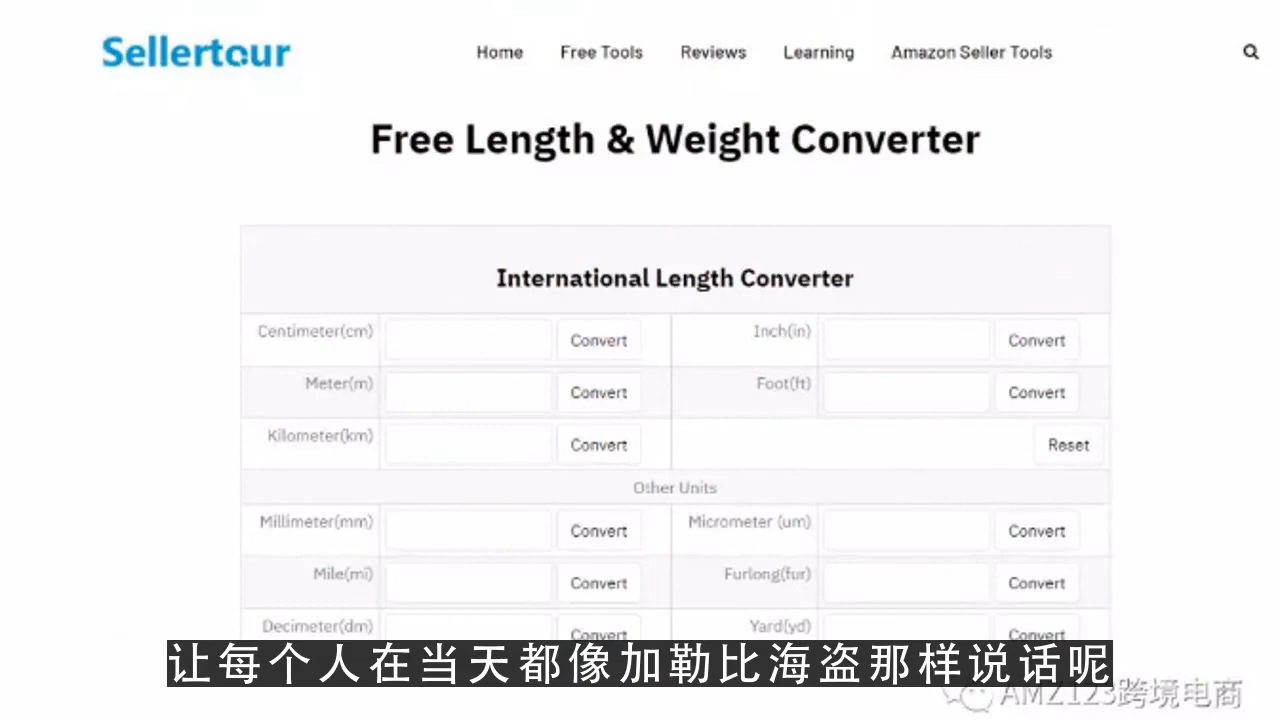 Sellertour Home Free Tools Reviews Learning Amazon Seller Tools
Free Length & Weight Converter
International Length Converter
Centimeter(cm) Convert Inch(in) Convert
Meter(m) Convert Foot(ft) Convert
Kilometer(km) Convert Reset
Other Units
Millimeter(mm) Convert Micrometer (um) Convert
Mile(mi) Convert Furlong(fur) Convert
Decimeter(dm) Convert Yard(yd) Convert
让每个人在当天都像加勒比海盗那样说话呢
AMZ123跨境电商